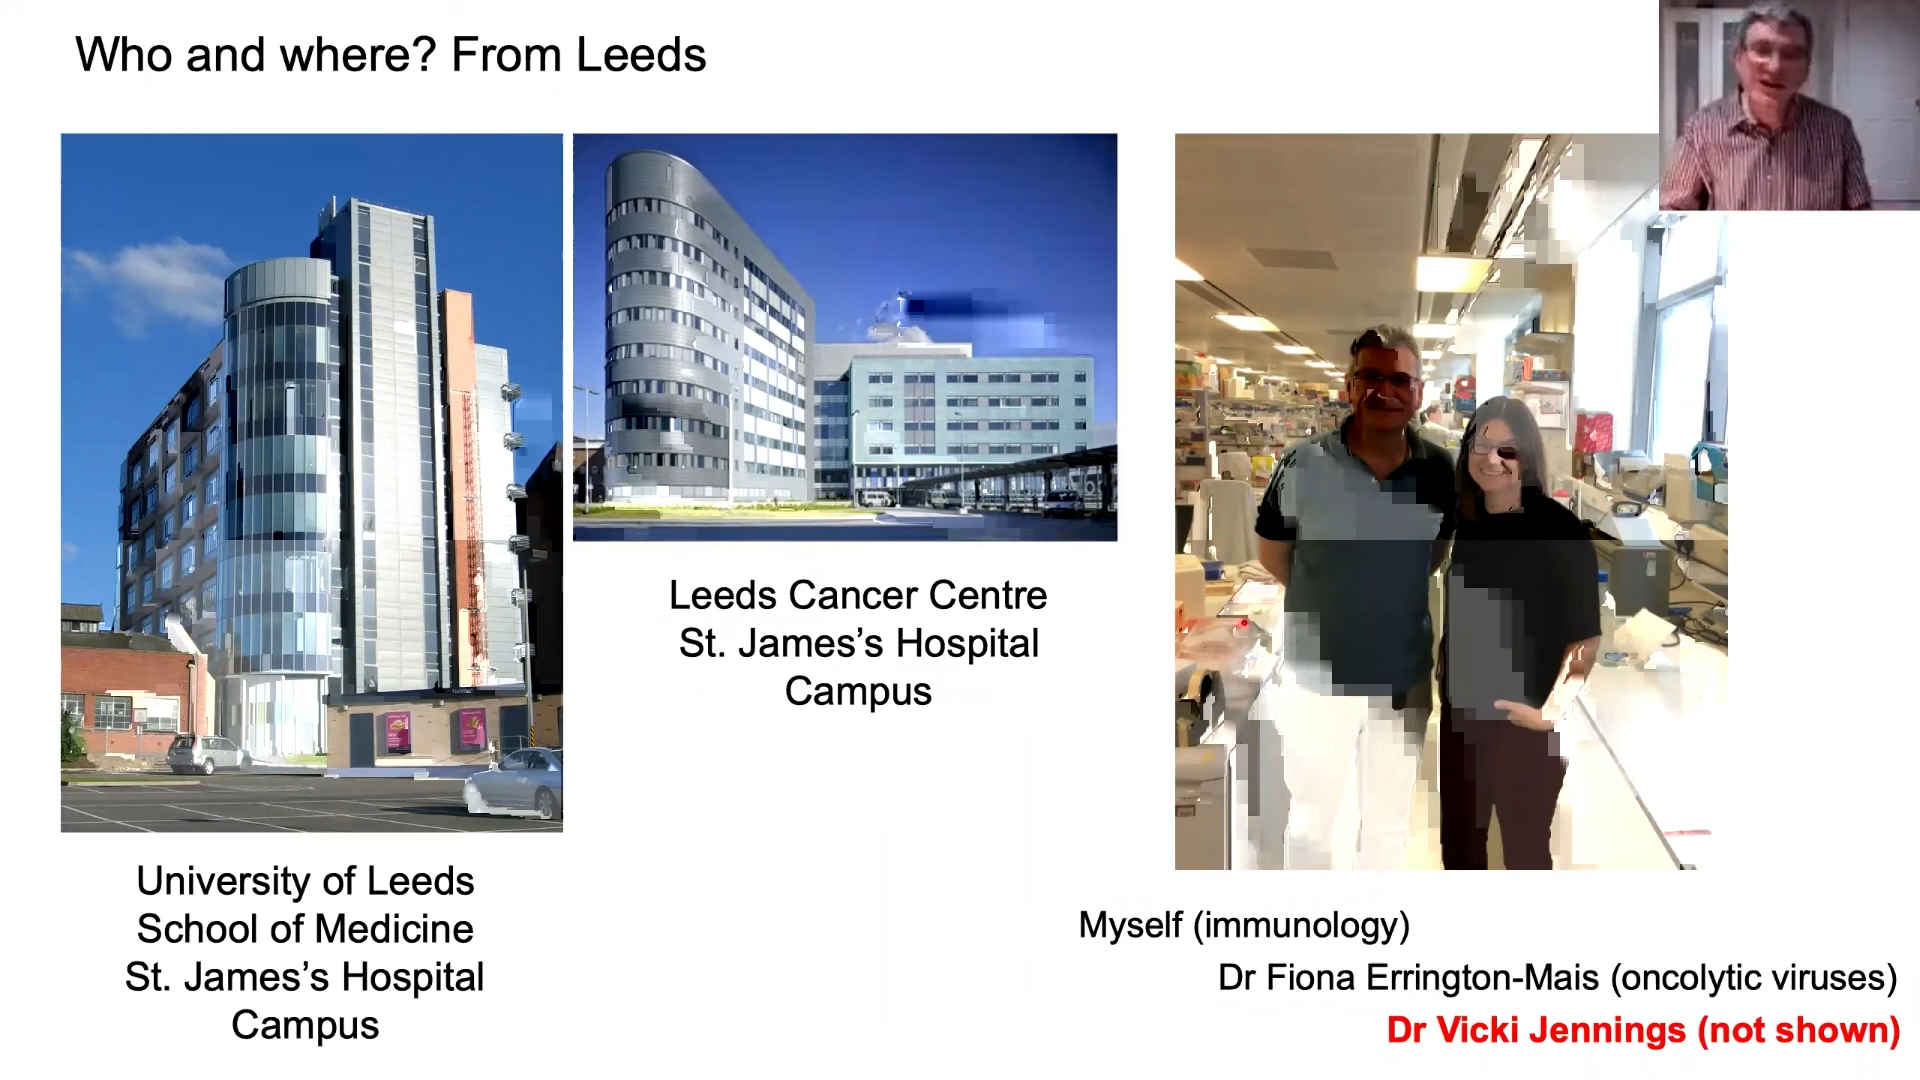 Who and where? From Leeds
Leeds Cancer Centre
St. James’s Hospital
Campus
University of Leeds
School of Medicine
St. James’s Hospital
Campus
Myself (immunology)
Dr Fiona Errington-Mais (oncolytic viruses)
Dr Vicki Jennings (not shown)